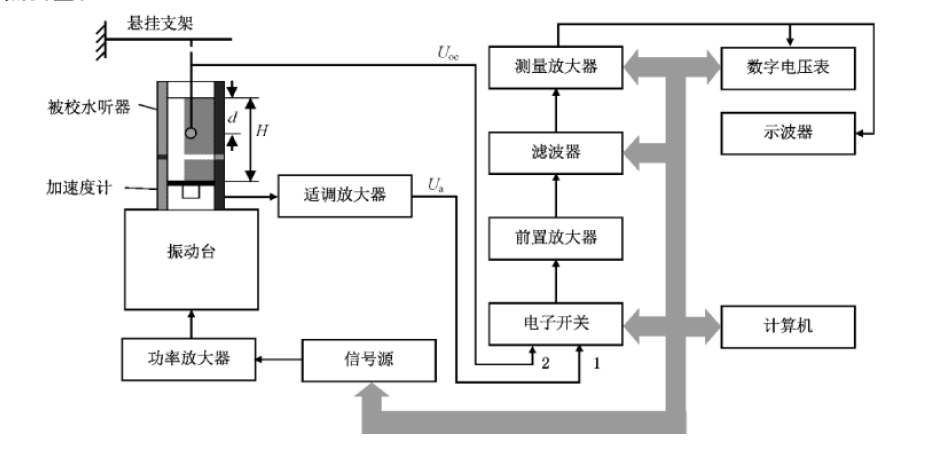 悬挂支架
U_oc
测量放大器
数字电压表
被校水听器
d
H
示波器
滤波器
加速度计
适调放大器
U_a
前置放大器
振动台
电子开关
计算机
功率放大器
信号源
2
1